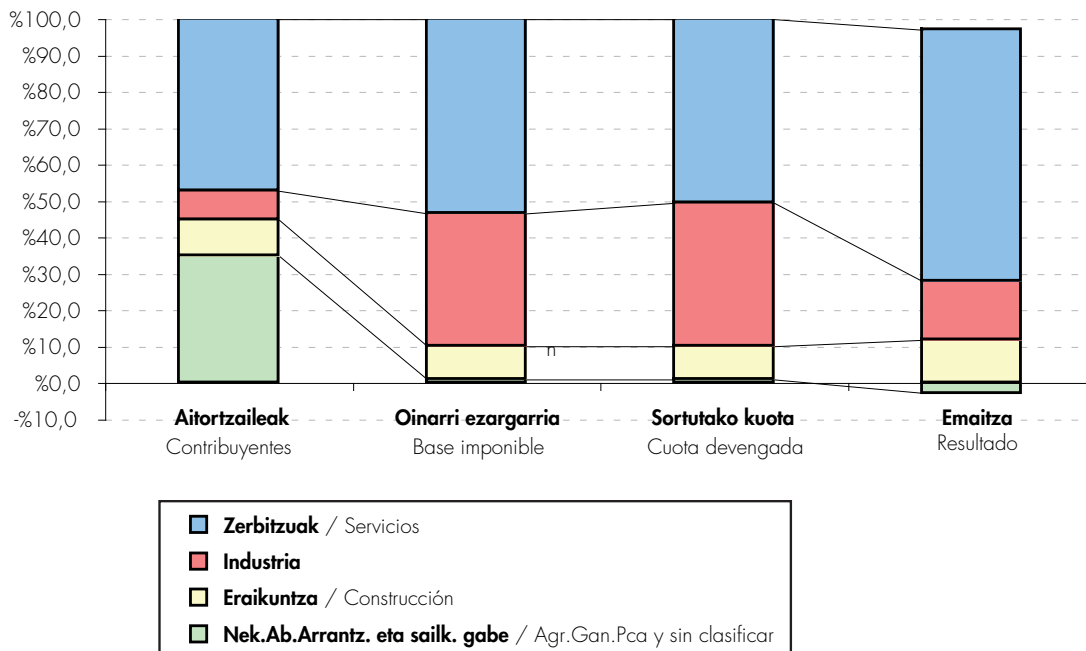 %100,0
%90,0
%80,0
%70,0
%60,0
%50,0
%40,0
%30,0
%20,0
%10,0
%0,0
-%10,0
n
Aitortzaileak Oinarri ezargarria Sortutako kuota Emaitza
Contribuyentes Base imponible Cuota devengada Resultado
Zerbitzuak / Servicios
Industria
Eraikuntza / Construcción
Nek.Ab.Arrantz. eta sailk. gabe / Agr.Gan.Pca y sin clasificar